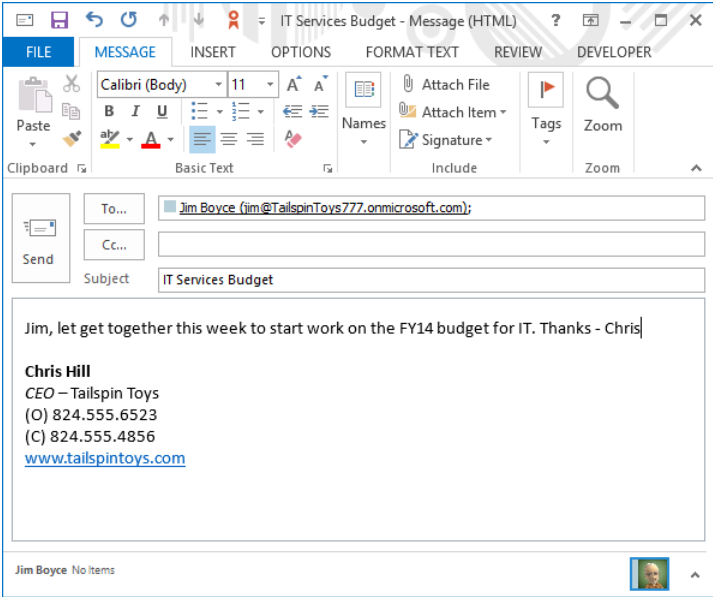 IT Services Budget - Message (HTML) ?
FILE MESSAGE INSERT OPTIONS FORMAT TEXT REVIEW DEVELOPER
Calibri (Body) 11 A A
Attach File
B I U
Attach Item
Paste
aby A
Names
Signature
Tags
Zoom
Clipboard Basic Text Include Zoom
To... Jim Boyce (jim@TailspinToys777.onmicrosoft.com);
Cc...
Send
Subject IT Services Budget
Jim, let get together this week to start work on the FY14 budget for IT. Thanks - Chris
Chris Hill
CEO – Tailspin Toys
(O) 824.555.6523
(C) 824.555.4856
www.tailspintoys.com
Jim Boyce No Items